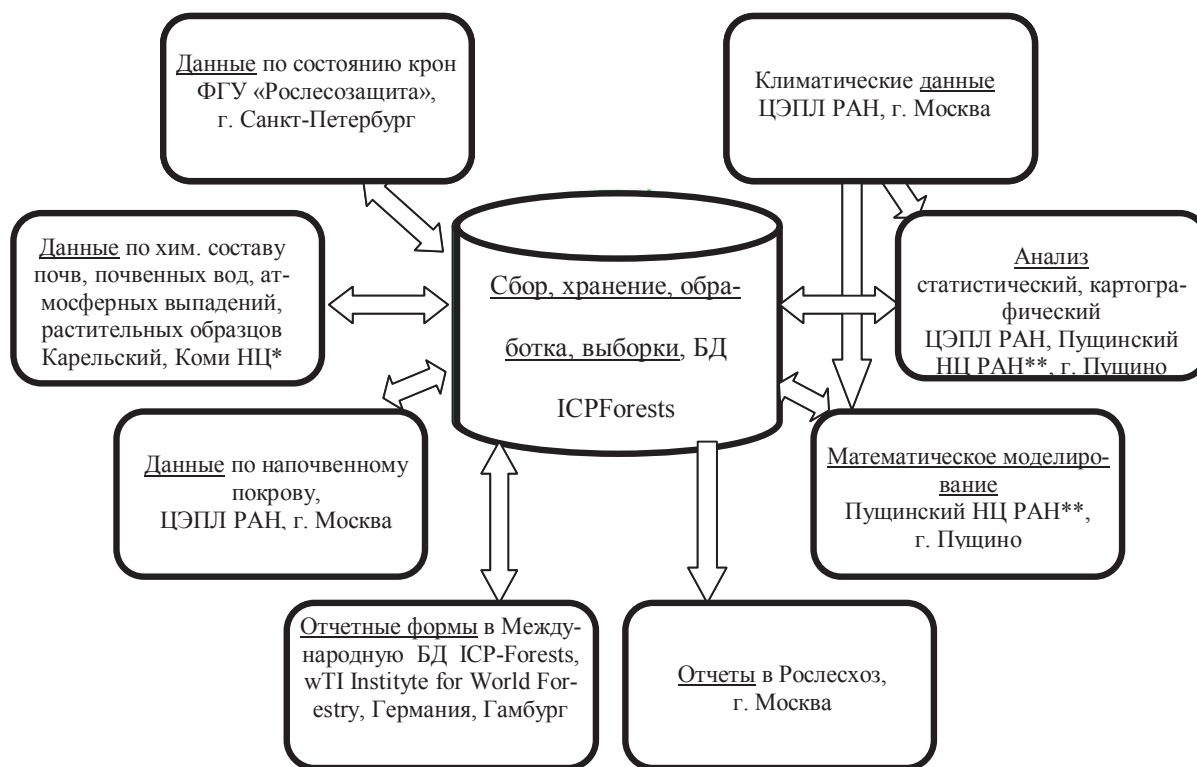 Данные по состоянию крон
ФГУ «Рослесозащита»,
г. Санкт-Петербург
Климатические данные
ЦЭПЛ РАН, г. Москва
Данные по хим. составу
почв, почвенных вод, ат-
мосферных выпадений,
растительных образцов
Карельский, Коми НЦ*
Сбор, хранение, обра-
ботка, выборки, БД
ICPForests
Анализ
статистический, картогра-
фический
ЦЭПЛ РАН, Пущинский
НЦ РАН**, г. Пущино
Данные по напочвенному
покрову,
ЦЭПЛ РАН, г. Москва
Математическое моделиро-
вание
Пущинский НЦ РАН**,
г. Пущино
Отчетные формы в Между-
народную БД ICP-Forests,
wTI Instityte for World For-
estry, Германия, Гамбург
Отчеты в Рослесхоз,
г. Москва